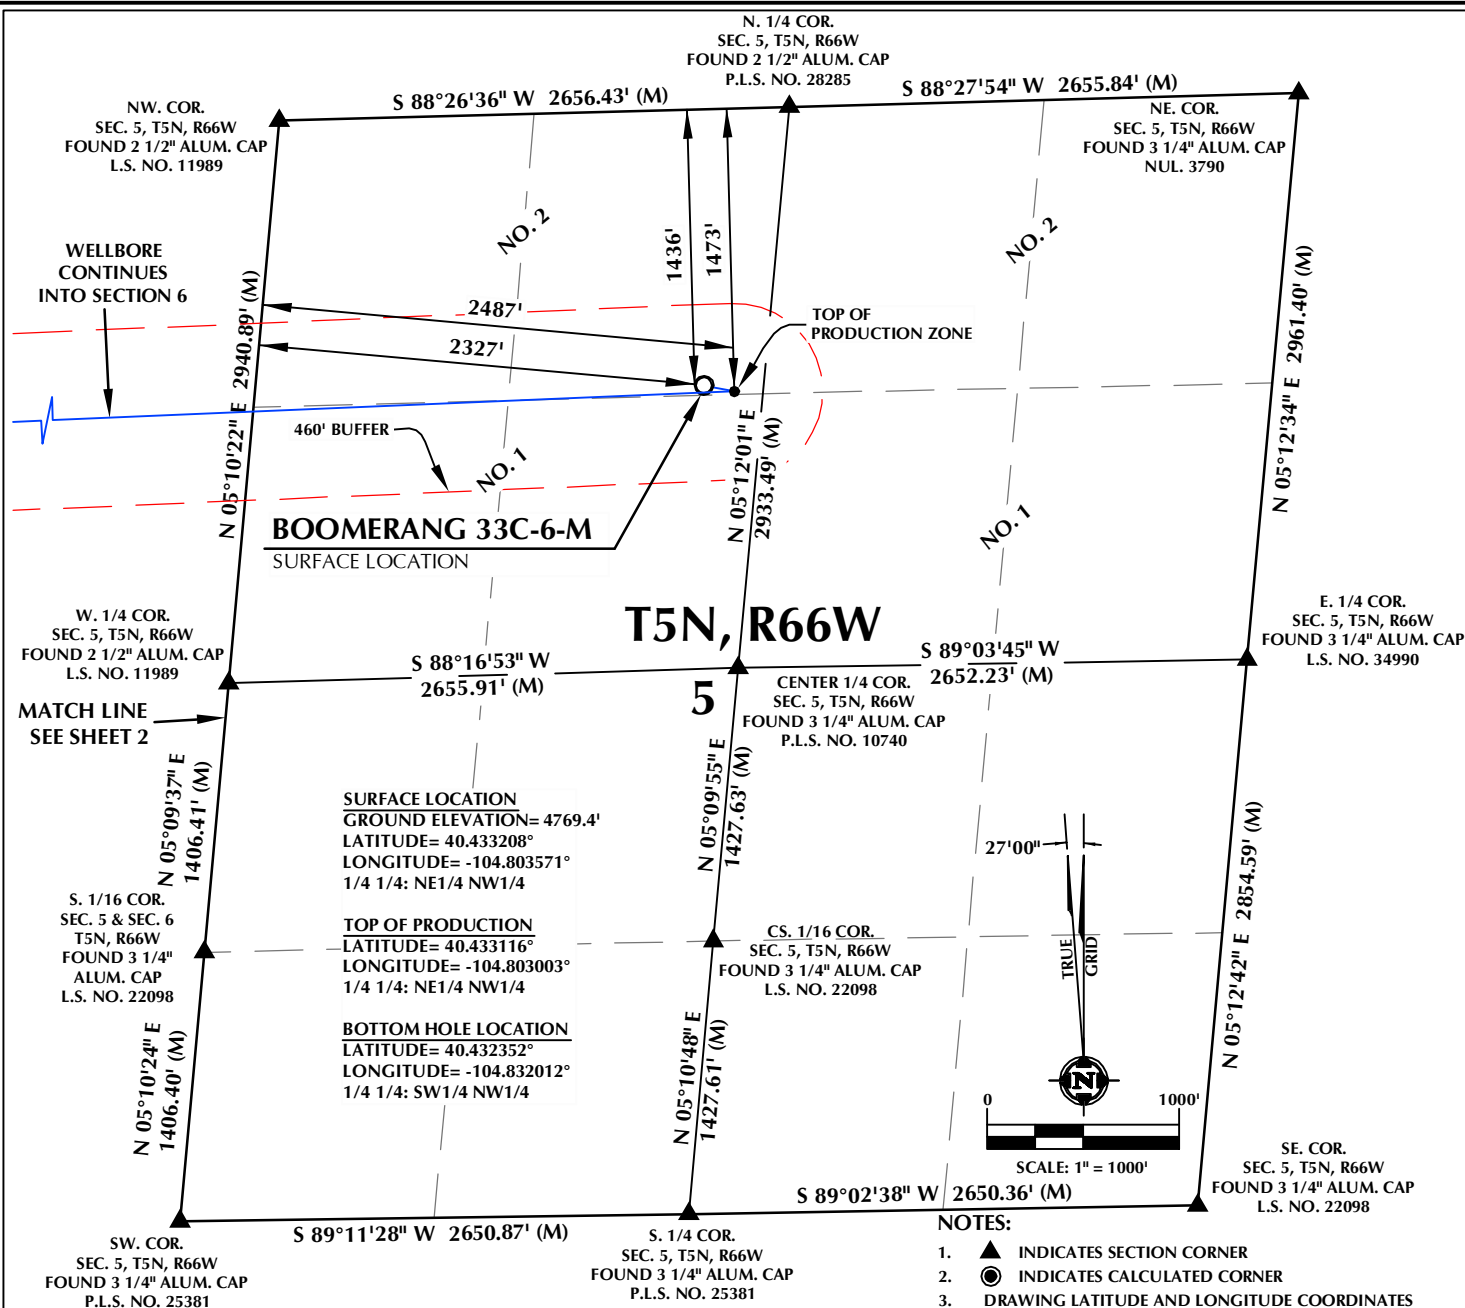 N. 1/4 COR.
SEC. 5, T5N, R66W
FOUND 2 1/2" ALUM. CAP
P.L.S. NO. 28285
S 88°26'36" W 2656.43' (M)
S 88°27'54" W 2655.84' (M)
NW. COR.
SEC. 5, T5N, R66W
FOUND 2 1/2" ALUM. CAP
L.S. NO. 11989
NE. COR.
SEC. 5, T5N, R66W
FOUND 3 1/4" ALUM. CAP
NUL. 3790
NO. 2
NO. 2
1436'
1473'
WELLBORE
CONTINUES
INTO SECTION 6
2487'
2327'
TOP OF
PRODUCTION ZONE
N 05°10'22" E 2940.89' (M)
N 05°12'01" E
2933.49' (M)
N 05°12'34" E 2961.40' (M)
460' BUFFER
NO. 1
NO. 1
BOOMERANG 33C-6-M
SURFACE LOCATION
T5N, R66W
5
W. 1/4 COR.
SEC. 5, T5N, R66W
FOUND 2 1/2" ALUM. CAP
L.S. NO. 11989
S 88°16'53" W
2655.91' (M)
S 89°03'45" W
2652.23' (M)
E. 1/4 COR.
SEC. 5, T5N, R66W
FOUND 3 1/4" ALUM. CAP
L.S. NO. 34990
CENTER 1/4 COR.
SEC. 5, T5N, R66W
FOUND 3 1/4" ALUM. CAP
P.L.S. NO. 10740
MATCH LINE
SEE SHEET 2
N 05°09'37" E
1406.41' (M)
N 05°09'55" E
1427.63' (M)
SURFACE LOCATION
GROUND ELEVATION= 4769.4'
LATITUDE= 40.433208°
LONGITUDE= -104.803571°
1/4 1/4: NE1/4 NW1/4
TOP OF PRODUCTION
LATITUDE= 40.433116°
LONGITUDE= -104.803003°
1/4 1/4: NE1/4 NW1/4
BOTTOM HOLE LOCATION
LATITUDE= 40.432352°
LONGITUDE= -104.832012°
1/4 1/4: SW1/4 NW1/4
S. 1/16 COR.
SEC. 5 & SEC. 6
T5N, R66W
FOUND 3 1/4"
ALUM. CAP
L.S. NO. 22098
CS. 1/16 COR.
SEC. 5, T5N, R66W
FOUND 3 1/4" ALUM. CAP
L.S. NO. 22098
27'00"
TRUE
GRID
N
N 05°12'42" E 2854.59' (M)
N 05°10'24" E
1406.40' (M)
N 05°10'48" E
1427.61' (M)
0 1000'
SCALE: 1" = 1000'
SE. COR.
SEC. 5, T5N, R66W
FOUND 3 1/4" ALUM. CAP
L.S. NO. 22098
S 89°11'28" W 2650.87' (M)
S 89°02'38" W 2650.36' (M)
SW. COR.
SEC. 5, T5N, R66W
FOUND 3 1/4" ALUM. CAP
P.L.S. NO. 25381
S. 1/4 COR.
SEC. 5, T5N, R66W
FOUND 3 1/4" ALUM. CAP
P.L.S. NO. 25381
NOTES:
1. INDICATES SECTION CORNER
2. INDICATES CALCULATED CORNER
3. DRAWING LATITUDE AND LONGITUDE COORDINATES